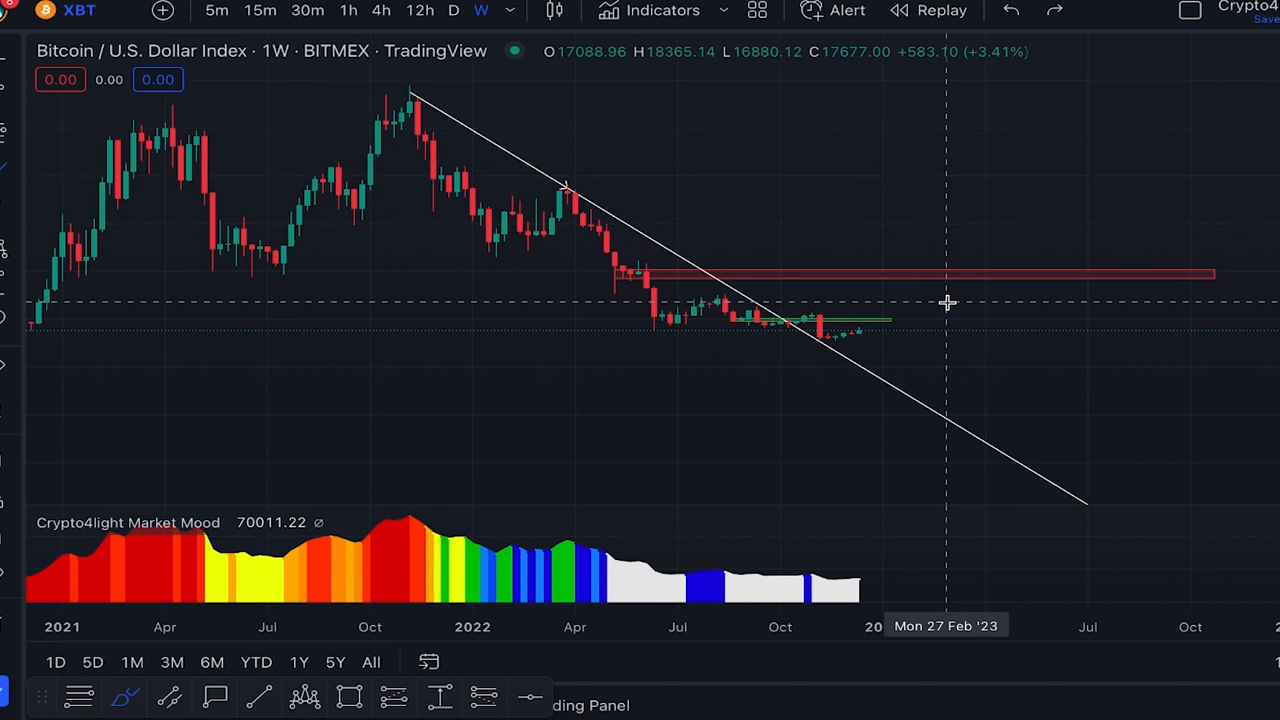 8 XBT 5m 15m 30m 1h 4h 12h D W Indicators Alert Replay Crypto4
Save
Bitcoin / U.S. Dollar Index · 1W · BITMEX · TradingView O17088.96 H18365.14 L16880.12 C17677.00 +583.10 (+3.41%)
0.00 0.00 0.00
Crypto4light Market Mood 70011.22 ∅
2021 Apr Jul Oct 2022 Apr Jul Oct 20 Mon 27 Feb '23 Jul Oct 2
1D 5D 1M 3M 6M YTD 1Y 5Y All
ding Panel